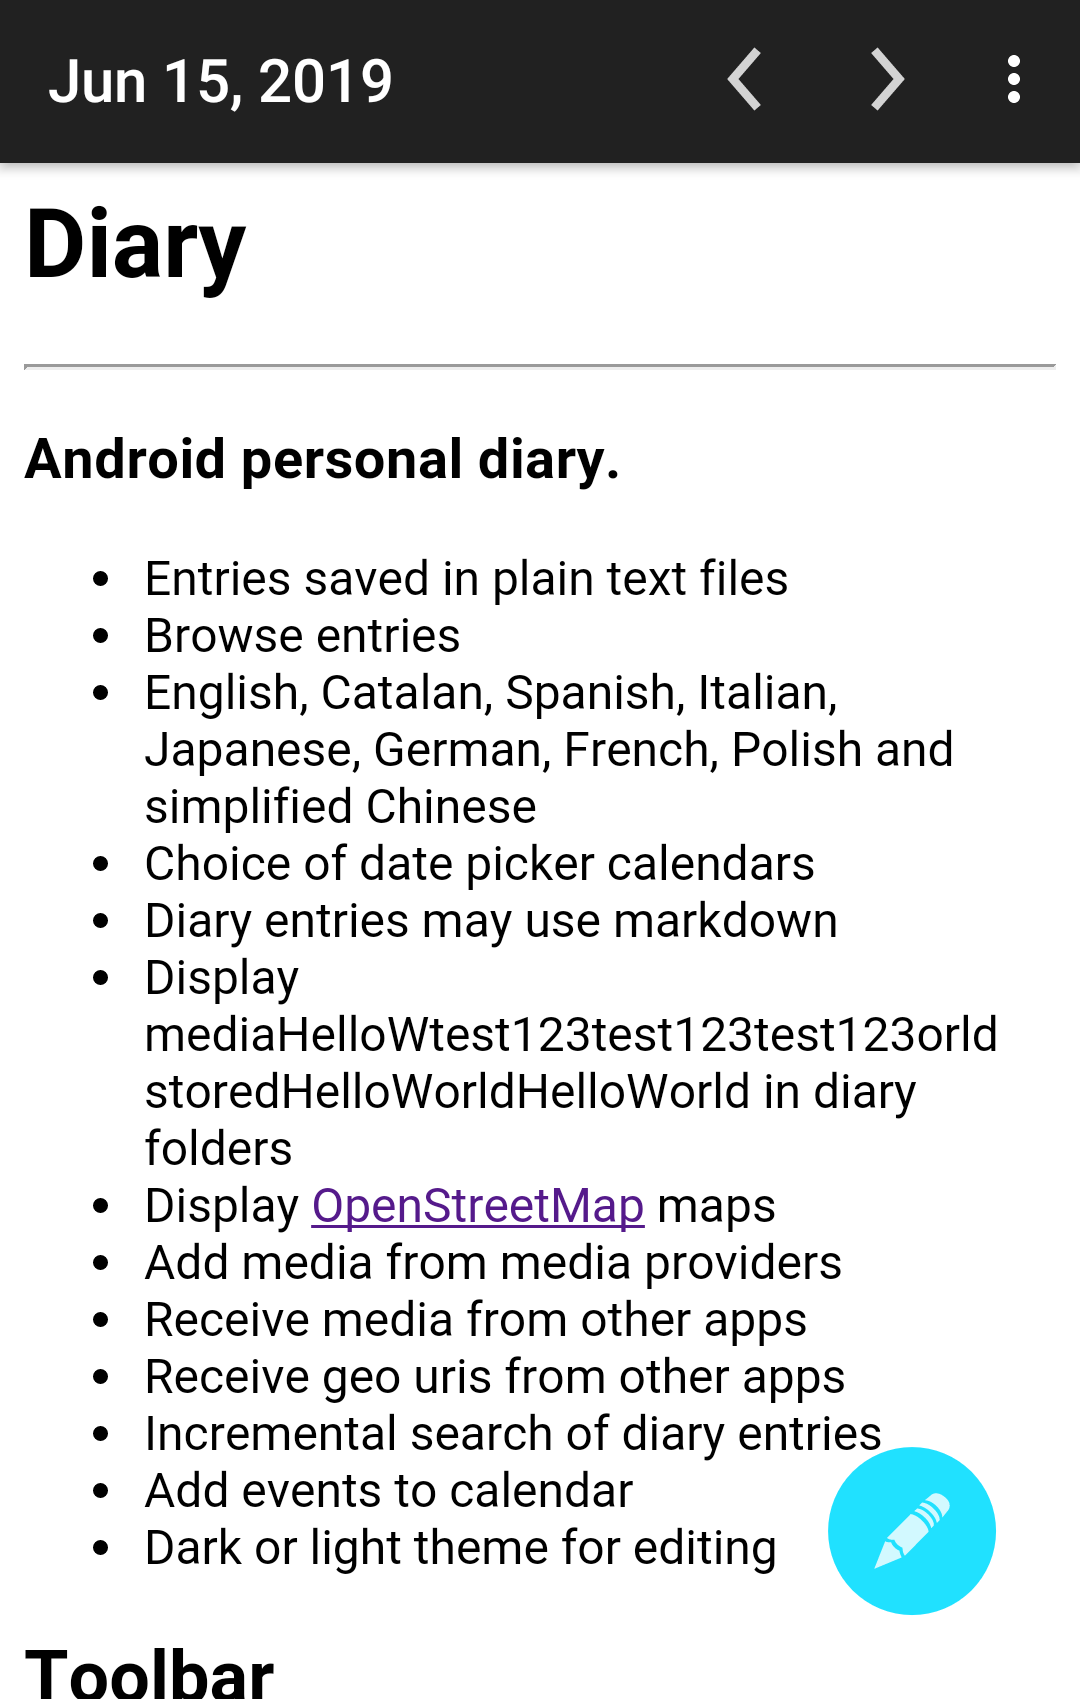 Jun 15, 2019
Diary
Android personal diary.
Entries saved in plain text files
Browse entries
English, Catalan, Spanish, Italian,
Japanese, German, French, Polish and
simplified Chinese
Choice of date picker calendars
Diary entries may use markdown
Display
mediaHelloWtest123test123test123orld
storedHelloWorldHelloWorld in diary
folders
Display OpenStreetMap maps
Add media from media providers
Receive media from other apps
Receive geo uris from other apps
Incremental search of diary entries
Add events to calendar
Dark or light theme for editing
Toolbar